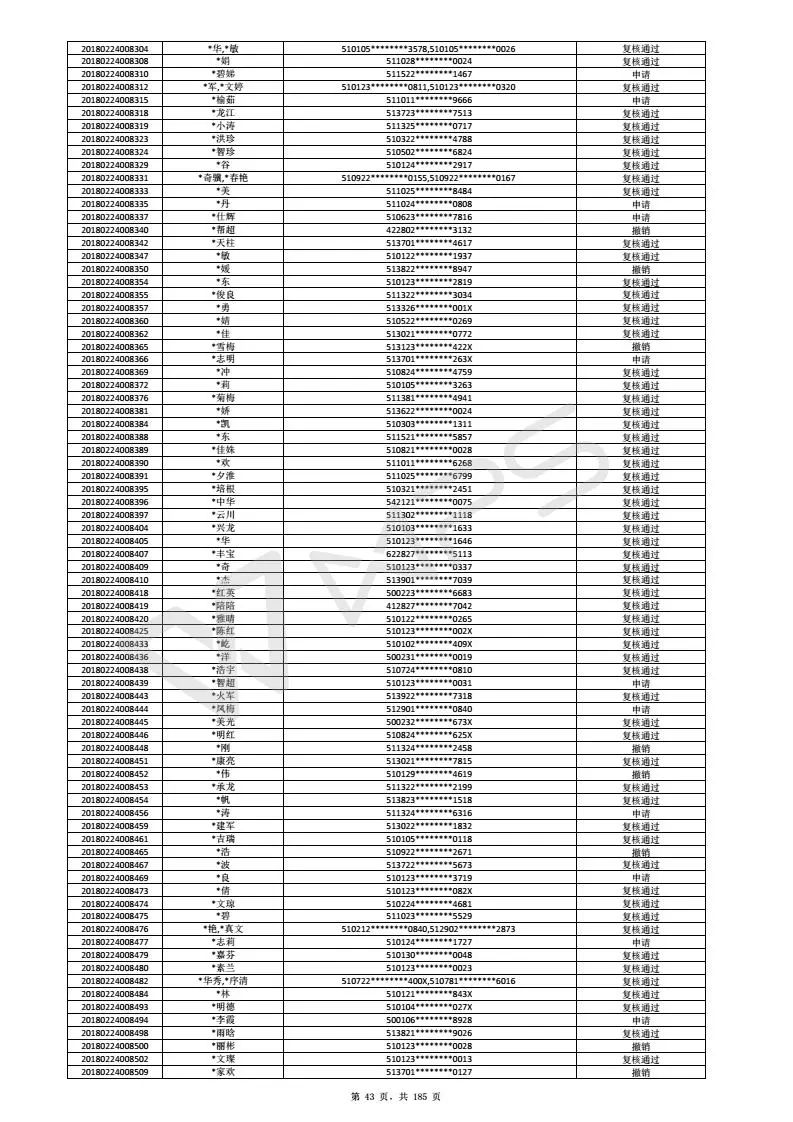 20180224008304 *华,*敏 510105********3578,510105********0026 复核通过
20180224008308 *娟 511028********0024 复核通过
20180224008310 *碧娣 511522********1467 申请
20180224008312 *军,*文婷 510123********0811,510123********0320 复核通过
20180224008315 *榆茹 511011********9666 申请
20180224008318 *龙江 513723********7513 复核通过
20180224008319 *小涛 511325********0717 复核通过
20180224008323 *洪珍 510322********4788 复核通过
20180224008324 *智珍 510502********6824 复核通过
20180224008329 *谷 510124********2917 复核通过
20180224008331 *奇骥,*春艳 510922********0155,510922********0167 复核通过
20180224008333 *美 511025********8484 复核通过
20180224008335 *丹 511024********0808 申请
20180224008337 *仕辉 510623********7816 申请
20180224008340 *帮超 422802********3132 撤销
20180224008342 *天柱 513701********4617 复核通过
20180224008347 *敏 510122********1937 复核通过
20180224008350 *媛 513822********8947 撤销
20180224008354 *东 510123********2819 复核通过
20180224008355 *俊良 511322********3034 复核通过
20180224008357 *勇 513326********001X 复核通过
20180224008360 *婧 510522********0269 复核通过
20180224008362 *佳 513021********0772 复核通过
20180224008365 *雪梅 513123********422X 撤销
20180224008366 *志明 513701********263X 申请
20180224008369 *冲 510824********4759 复核通过
20180224008372 *莉 510105********3263 复核通过
20180224008376 *菊梅 511381********4941 复核通过
20180224008381 *娇 513622********0024 复核通过
20180224008384 *凯 510303********1311 复核通过
20180224008388 *东 511521********5857 复核通过
20180224008389 *佳姝 510821********0028 复核通过
20180224008390 *欢 511011********6268 复核通过
20180224008391 *夕淮 511025********6799 复核通过
20180224008395 *培根 510321********2451 复核通过
20180224008396 *中华 542121********0075 复核通过
20180224008397 *云川 511302********1118 复核通过
20180224008404 *兴龙 510103********1633 复核通过
20180224008405 *华 510123********1646 复核通过
20180224008407 *丰宝 622827********5113 复核通过
20180224008409 *奇 510123********0337 复核通过
20180224008410 *杰 513901********7039 复核通过
20180224008418 *红英 500223********6683 复核通过
20180224008419 *陪陪 412827********7042 复核通过
20180224008420 *雅晴 510122********0265 复核通过
20180224008425 *陈红 510123********002X 复核通过
20180224008433 *屹 510102********409X 复核通过
20180224008436 *洋 500231********0019 复核通过
20180224008438 *浩宇 510724********0810 复核通过
20180224008439 *智超 510123********0031 申请
20180224008443 *火军 513922********7318 复核通过
20180224008444 *凤梅 512901********0840 申请
20180224008445 *美光 500232********673X 复核通过
20180224008446 *明红 510824********625X 复核通过
20180224008448 *刚 511324********2458 撤销
20180224008451 *康亮 513021********7815 复核通过
20180224008452 *伟 510129********4619 撤销
20180224008453 *承龙 511322********2199 复核通过
20180224008454 *帆 513823********1518 复核通过
20180224008456 *涛 511324********6316 申请
20180224008459 *建军 513022********1832 复核通过
20180224008461 *吉瑞 510105********0118 复核通过
20180224008465 *浩 510922********2671 撤销
20180224008467 *波 513722********5673 复核通过
20180224008469 *良 510123********3719 申请
20180224008473 *倩 510123********082X 复核通过
20180224008474 *文琼 510224********4681 复核通过
20180224008475 *碧 511023********5529 复核通过
20180224008476 *艳,*真文 510212********0840,512902********2873 复核通过
20180224008477 *志莉 510124********1727 申请
20180224008479 *嘉芬 510130********0048 复核通过
20180224008480 *素兰 510123********0023 复核通过
20180224008482 *华秀,*序清 510722********400X,510781********6016 复核通过
20180224008484 *林 510121********843X 复核通过
20180224008493 *明德 510104********027X 复核通过
20180224008494 *李霞 500106********8928 申请
20180224008498 *雨晗 513821********9026 复核通过
20180224008500 *丽彬 510123********0028 撤销
20180224008502 *文璨 510123********0013 复核通过
20180224008509 *家欢 513701********0127 撤销
第 43 页，共 185 页